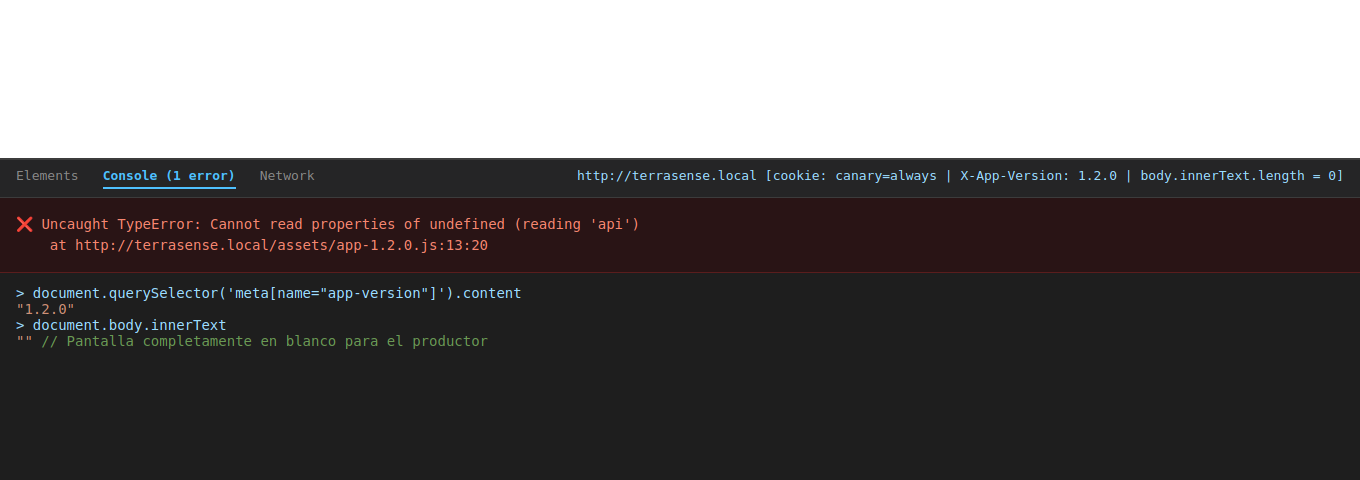 Elements Console (1 error) Network http://terrasense.local [cookie: canary=always | X-App-Version: 1.2.0 | body.innerText.length = 0]
❌ Uncaught TypeError: Cannot read properties of undefined (reading 'api')
at http://terrasense.local/assets/app-1.2.0.js:13:20
> document.querySelector('meta[name="app-version"]').content
"1.2.0"
> document.body.innerText
"" // Pantalla completamente en blanco para el productor